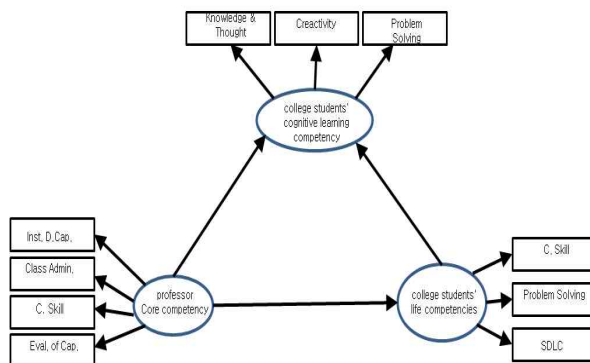 Knowledge &
Thought
Creactivity
Problem
Solving
college students'
cognitive learning
competency
Inst, D,Cap,
Class Admin,
C. Skill
Eval, of Cap,
professor
Core competency
college students'
life competencies
C, Skill
Problem Solving
SDLC